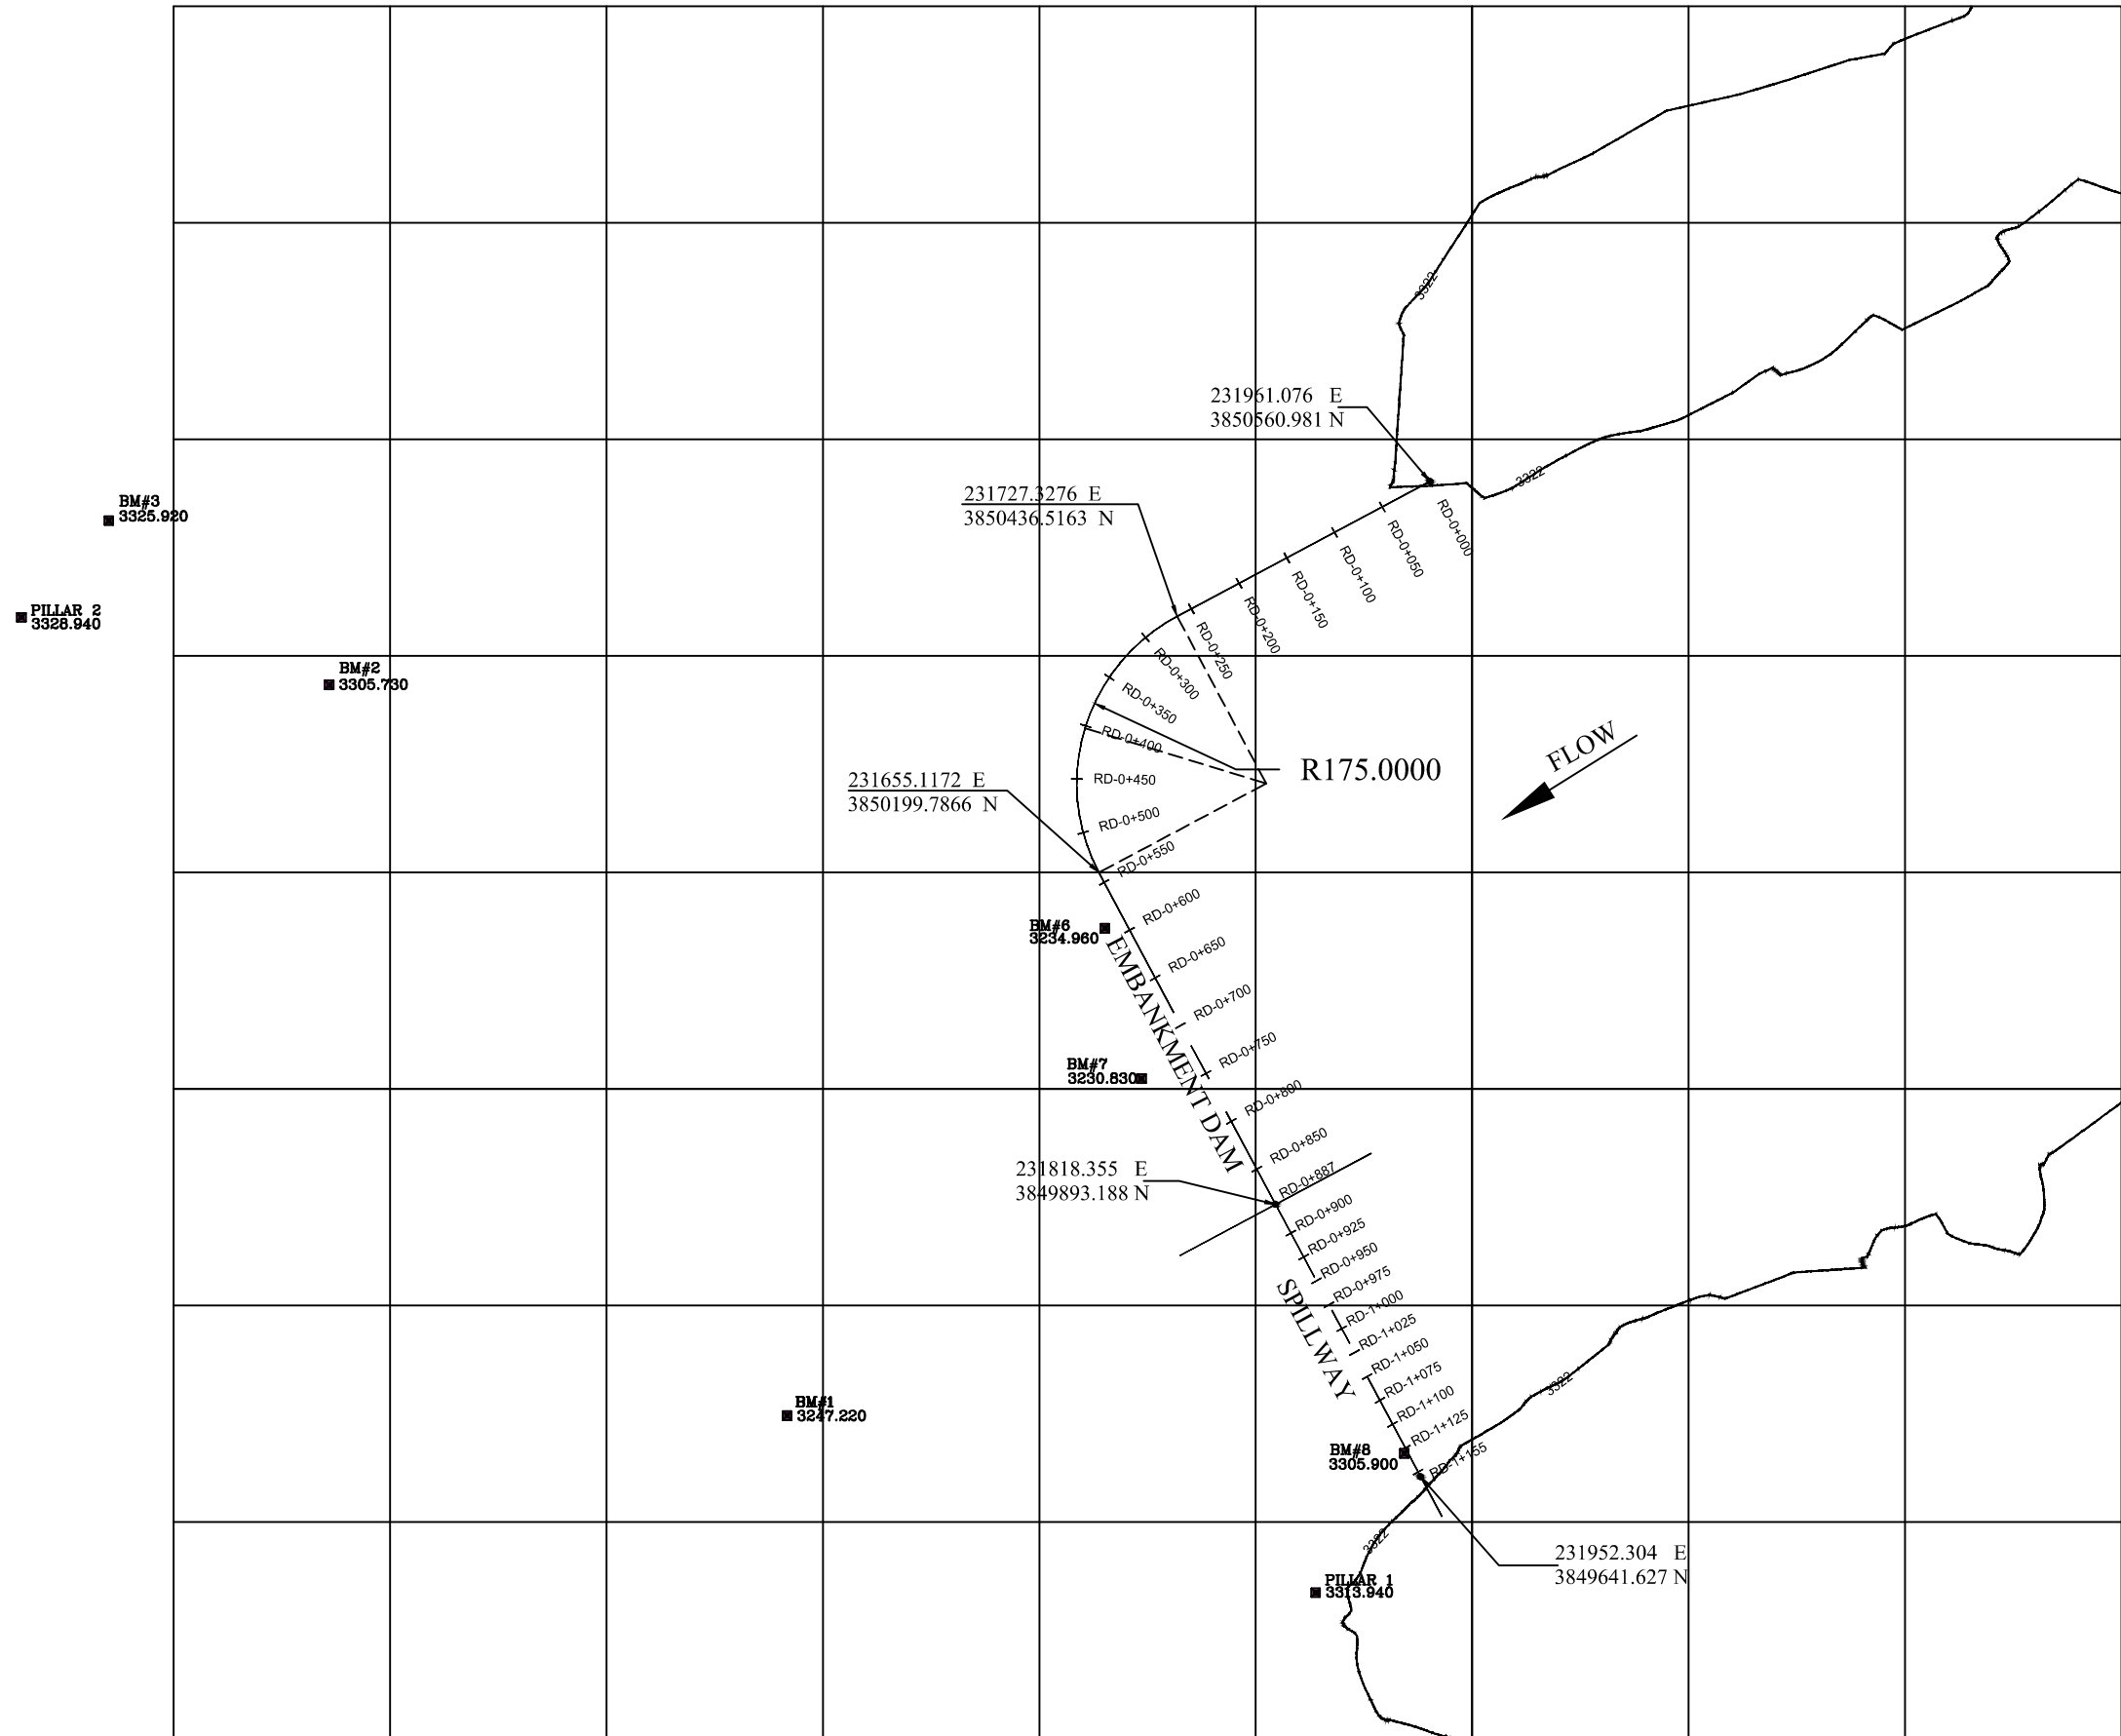 3322
231961.076 E
3850560.981 N
3322
231727.3276 E
3850436.5163 N
BM#3
3325.920
RD-0+000
RD-0+050
RD-0+100
RD-0+150
RD-0+200
RD-0+250
RD-0+300
RD-0+350
RD-0+400
RD-0+450
RD-0+500
RD-0+550
PILLAR 2
3328.940
BM#2
3305.730
R175.0000
FLOW
231655.1172 E
3850199.7866 N
RD-0+600
RD-0+650
RD-0+700
RD-0+750
RD-0+800
RD-0+850
RD-0+887
BM#6
3234.960
EMBANKMENT DAM
BM#7
3230.830
231818.355 E
3849893.188 N
RD-0+900
RD-0+925
RD-0+950
RD-0+975
RD-1+000
RD-1+025
RD-1+050
RD-1+075
RD-1+100
RD-1+125
RD-1+155
SPILLWAY
3322
BM#1
3247.220
BM#8
3305.900
3322
231952.304 E
3849641.627 N
PILLAR 1
3313.940